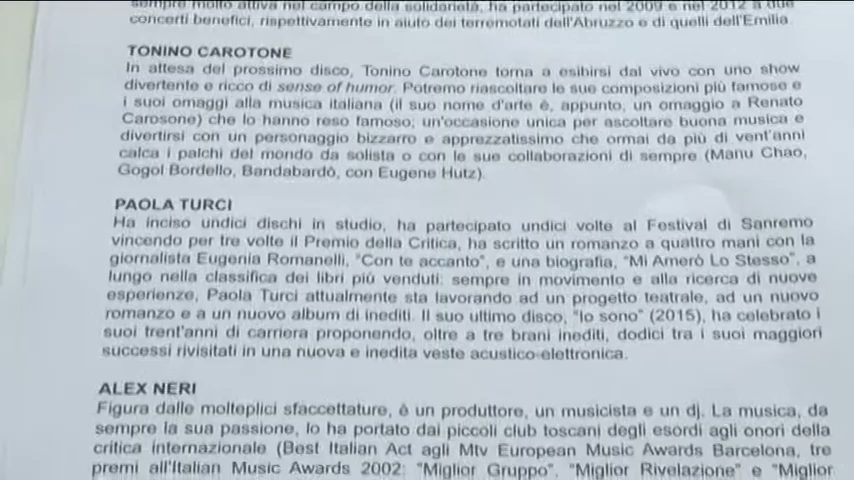 sempre molto attiva nel campo della solidarietà, ha partecipato nel 2009 e nel 2012 a due
concerti benefici, rispettivamente in aiuto dei terremotati dell'Abruzzo e di quelli dell'Emilia.
TONINO CAROTONE
In attesa del prossimo disco, Tonino Carotone torna a esibirsi dal vivo con uno show
divertente e ricco di sense of humor. Potremo riascoltare le sue composizioni più famose e
i suoi omaggi alla musica italiana (il suo nome d'arte è, appunto, un omaggio a Renato
Carosone) che lo hanno reso famoso; un'occasione unica per ascoltare buona musica e
divertirsi con un personaggio bizzarro e apprezzatissimo che ormai da più di vent'anni
calca i palchi del mondo da solista o con le sue collaborazioni di sempre (Manu Chao,
Gogol Bordello, Bandabardò, con Eugene Hutz).
PAOLA TURCI
Ha inciso undici dischi in studio, ha partecipato undici volte al Festival di Sanremo
vincendo per tre volte il Premio della Critica, ha scritto un romanzo a quattro mani con la
giornalista Eugenia Romanelli, "Con te accanto", e una biografia, "Mi Amerò Lo Stesso", a
lungo nella classifica dei libri più venduti: sempre in movimento e alla ricerca di nuove
esperienze, Paola Turci attualmente sta lavorando ad un progetto teatrale, ad un nuovo
romanzo e a un nuovo album di inediti. Il suo ultimo disco, "Io sono" (2015), ha celebrato i
suoi trent'anni di carriera proponendo, oltre a tre brani inediti, dodici tra i suoi maggiori
successi rivisitati in una nuova e inedita veste acustico-elettronica.
ALEX NERI
Figura dalle molteplici sfaccettature, è un produttore, un musicista e un dj. La musica, da
sempre la sua passione, lo ha portato dai piccoli club toscani degli esordi agli onori della
critica internazionale (Best Italian Act agli Mtv European Music Awards Barcelona, tre
premi all'Italian Music Awards 2002: "Miglior Gruppo", "Miglior Rivelazione" e "Miglior